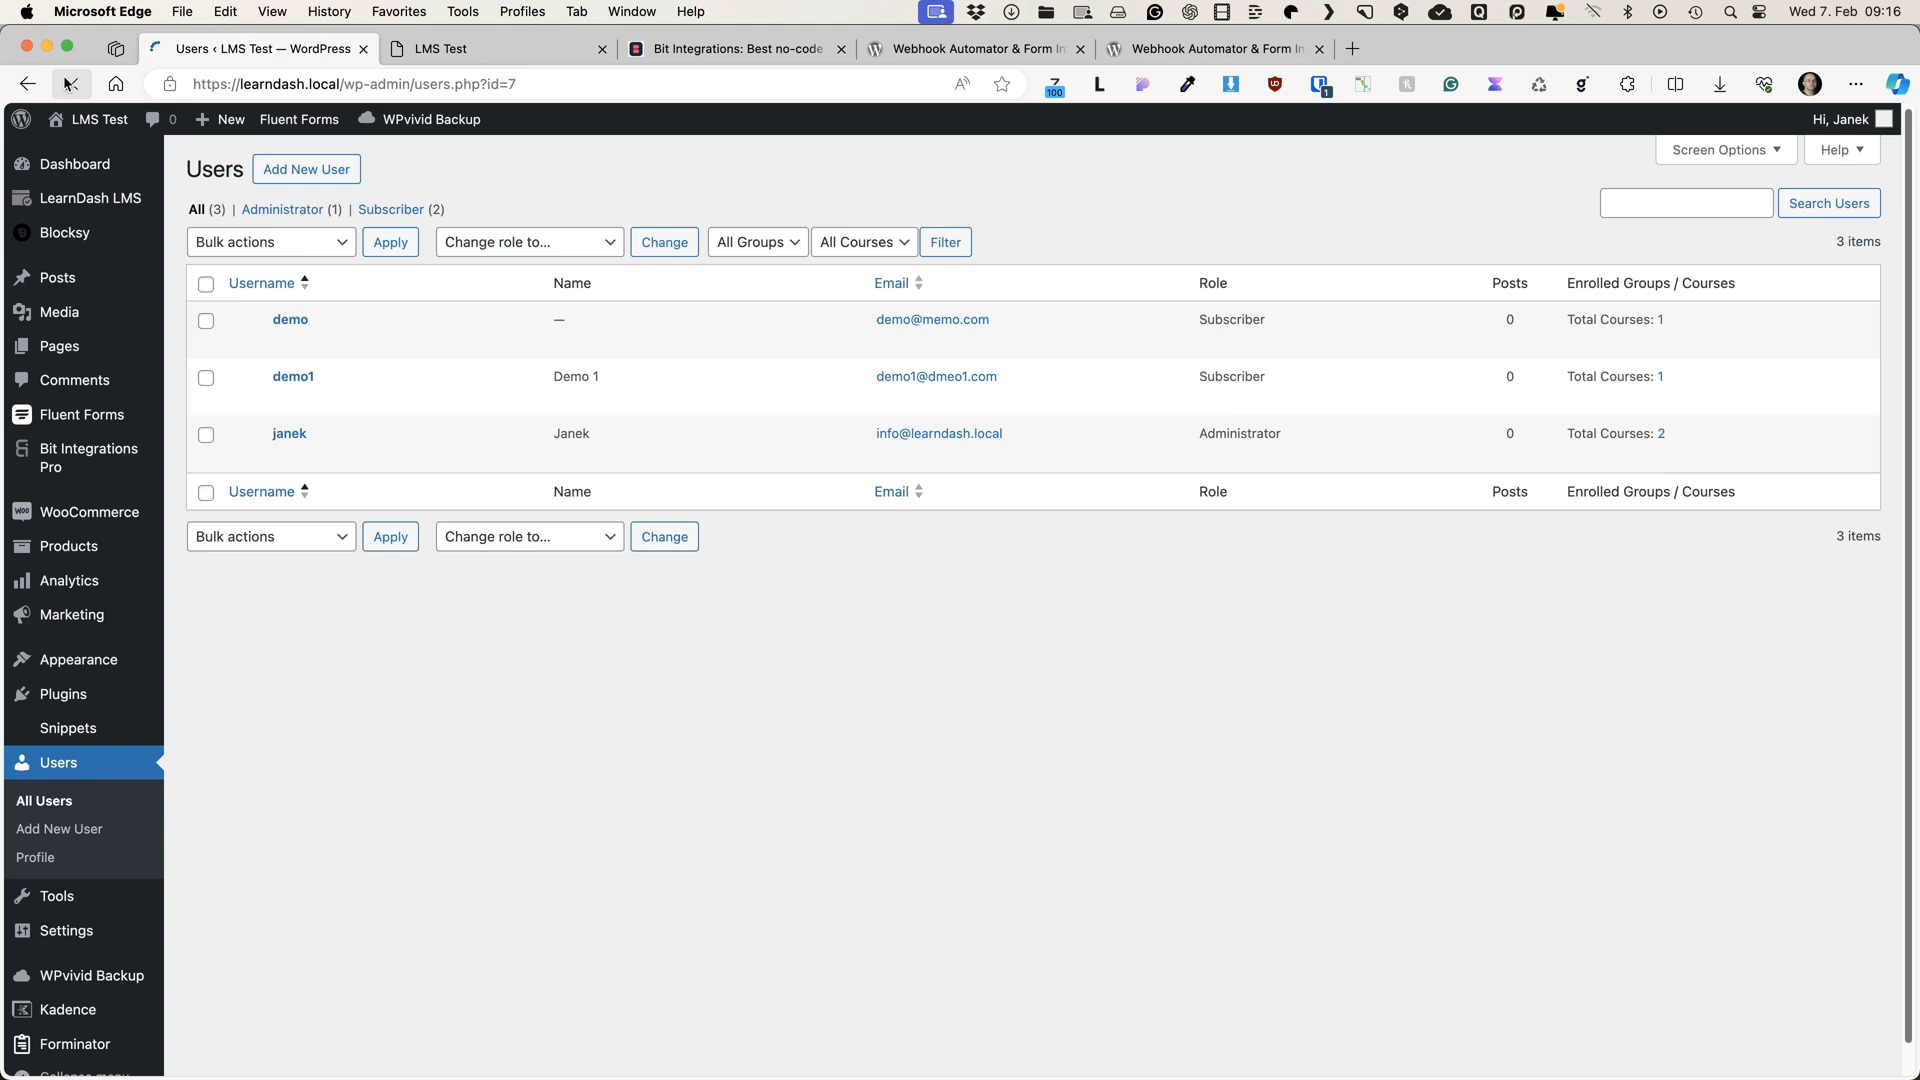 Microsoft Edge File Edit View History Favorites Tools Profiles Tab Window Help Wed 7. Feb 09:16
Users ‹ LMS Test — WordPress LMS Test Bit Integrations: Best no-code Webhook Automator & Form In Webhook Automator & Form In
https://learndash.local/wp-admin/users.php?id=7
100
1
LMS Test 0 New Fluent Forms WPvivid Backup Hi, Janek
Screen Options Help
Dashboard
LearnDash LMS
Blocksy
Posts
Media
Pages
Comments
Fluent Forms
Bit Integrations
Pro
WooCommerce
Products
Analytics
Marketing
Appearance
Plugins
Snippets
Users
All Users
Add New User
Profile
Tools
Settings
WPvivid Backup
Kadence
Forminator
Collapse menu
Users Add New User
All (3) | Administrator (1) | Subscriber (2)
Search Users
Bulk actions Apply Change role to... Change All Groups All Courses Filter 3 items
Username Name Email Role Posts Enrolled Groups / Courses
demo — demo@memo.com Subscriber 0 Total Courses: 1
demo1 Demo 1 demo1@dmeo1.com Subscriber 0 Total Courses: 1
janek Janek info@learndash.local Administrator 0 Total Courses: 2
Username Name Email Role Posts Enrolled Groups / Courses
Bulk actions Apply Change role to... Change 3 items